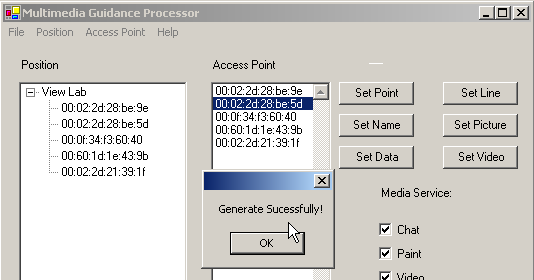 Multimedia Guidance Processor
File Position Access Point Help
Position
Access Point
View Lab
00:02:2d:28:be:9e
00:02:2d:28:be:5d
00:0f:34:f3:60:40
00:60:1d:1e:43:9b
00:02:2d:21:39:1f
00:02:2d:28:be:9e
00:02:2d:28:be:5d
00:0f:34:f3:60:40
00:60:1d:1e:43:9b
00:02:2d:21:39:1f
Set Point
Set Line
Set Name
Set Picture
Set Data
Set Video
Generate Sucessfully!
OK
Media Service:
Chat
Paint
Video